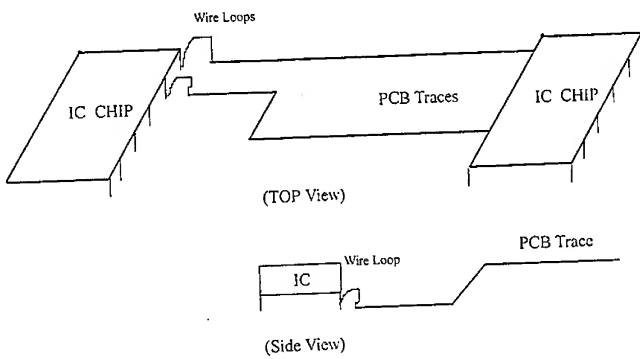 Wire Loops
IC CHIP
PCB Traces
IC CHIP
(TOP View)
PCB Trace
Wire Loop
IC
(Side View)